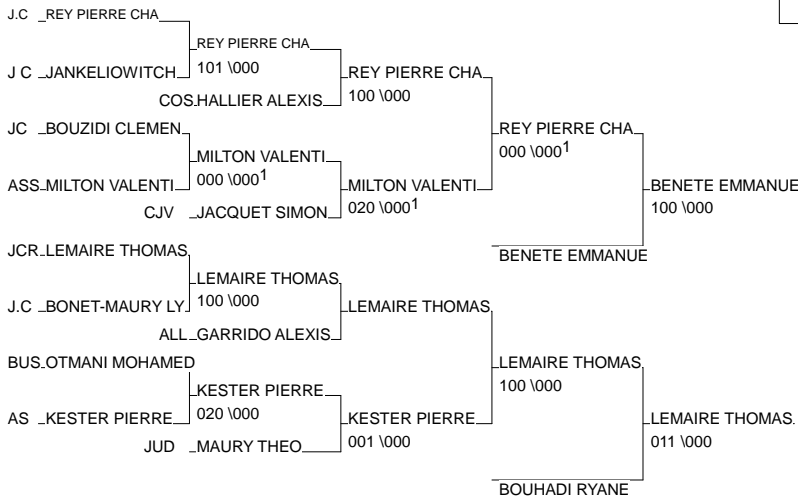 J.C REY PIERRE CHA
REY PIERRE CHA
101 \000
J C JANKELIOWITCH
REY PIERRE CHA
100 \000
COS HALLIER ALEXIS
JC BOUZIDI CLEMEN
REY PIERRE CHA
000 \0001
MILTON VALENTI
000 \0001
ASS MILTON VALENTI
MILTON VALENTI
020 \0001
BENETE EMMANUE
100 \000
CJV JACQUET SIMON
JCR LEMAIRE THOMAS
BENETE EMMANUE
LEMAIRE THOMAS
100 \000
J.C BONET-MAURY LY
LEMAIRE THOMAS
ALL GARRIDO ALEXIS
BUS OTMANI MOHAMED
LEMAIRE THOMAS
100 \000
KESTER PIERRE
020 \000
AS KESTER PIERRE
KESTER PIERRE
001 \000
LEMAIRE THOMAS
011 \000
JUD MAURY THEO
BOUHADI RYANE